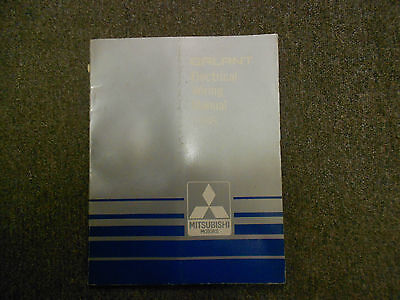 GALANT
Electrical
Wiring
Manual
MITSUBISHI
MOTORS